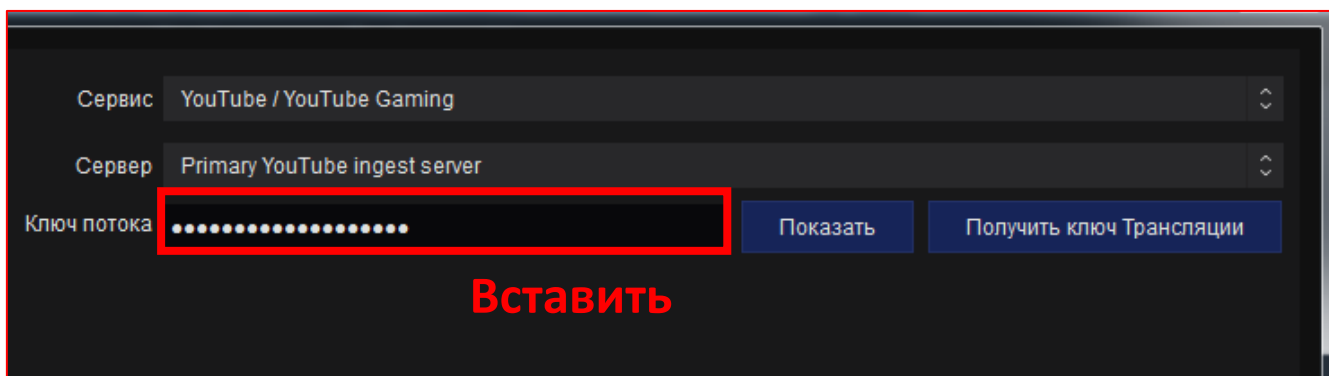 Сервис YouTube / YouTube Gaming
Сервер Primary YouTube ingest server
Ключ потока ●●●●●●●●●●●●●●●●●●● Показать Получить ключ Трансляции
Вставить